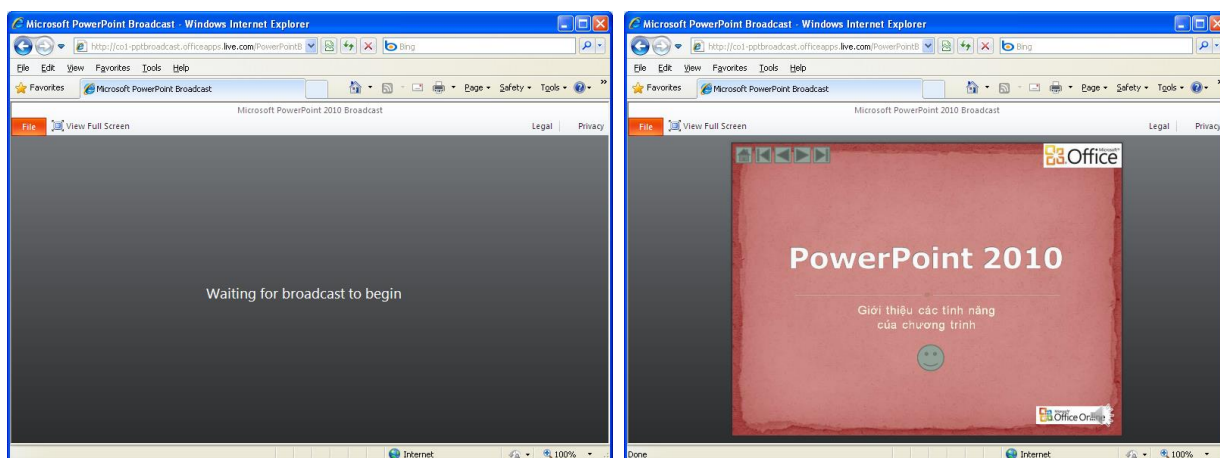 Microsoft PowerPoint Broadcast - Windows Internet Explorer
http://co1-pptbroadcast.officeapps.live.com/PowerPointB
Bing
File Edit View Favorites Tools Help
Favorites Microsoft PowerPoint Broadcast Page Safety Tools
Microsoft PowerPoint 2010 Broadcast
File View Full Screen Legal Privacy
Waiting for broadcast to begin
Internet 100%
Microsoft PowerPoint Broadcast - Windows Internet Explorer
http://co1-pptbroadcast.officeapps.live.com/PowerPointB
Bing
File Edit View Favorites Tools Help
Favorites Microsoft PowerPoint Broadcast Page Safety Tools
Microsoft PowerPoint 2010 Broadcast
File View Full Screen Legal Privacy
Microsoft
Office
PowerPoint 2010
Giới thiệu các tính năng
của chương trình
Microsoft
Office Online
Done Internet 100%